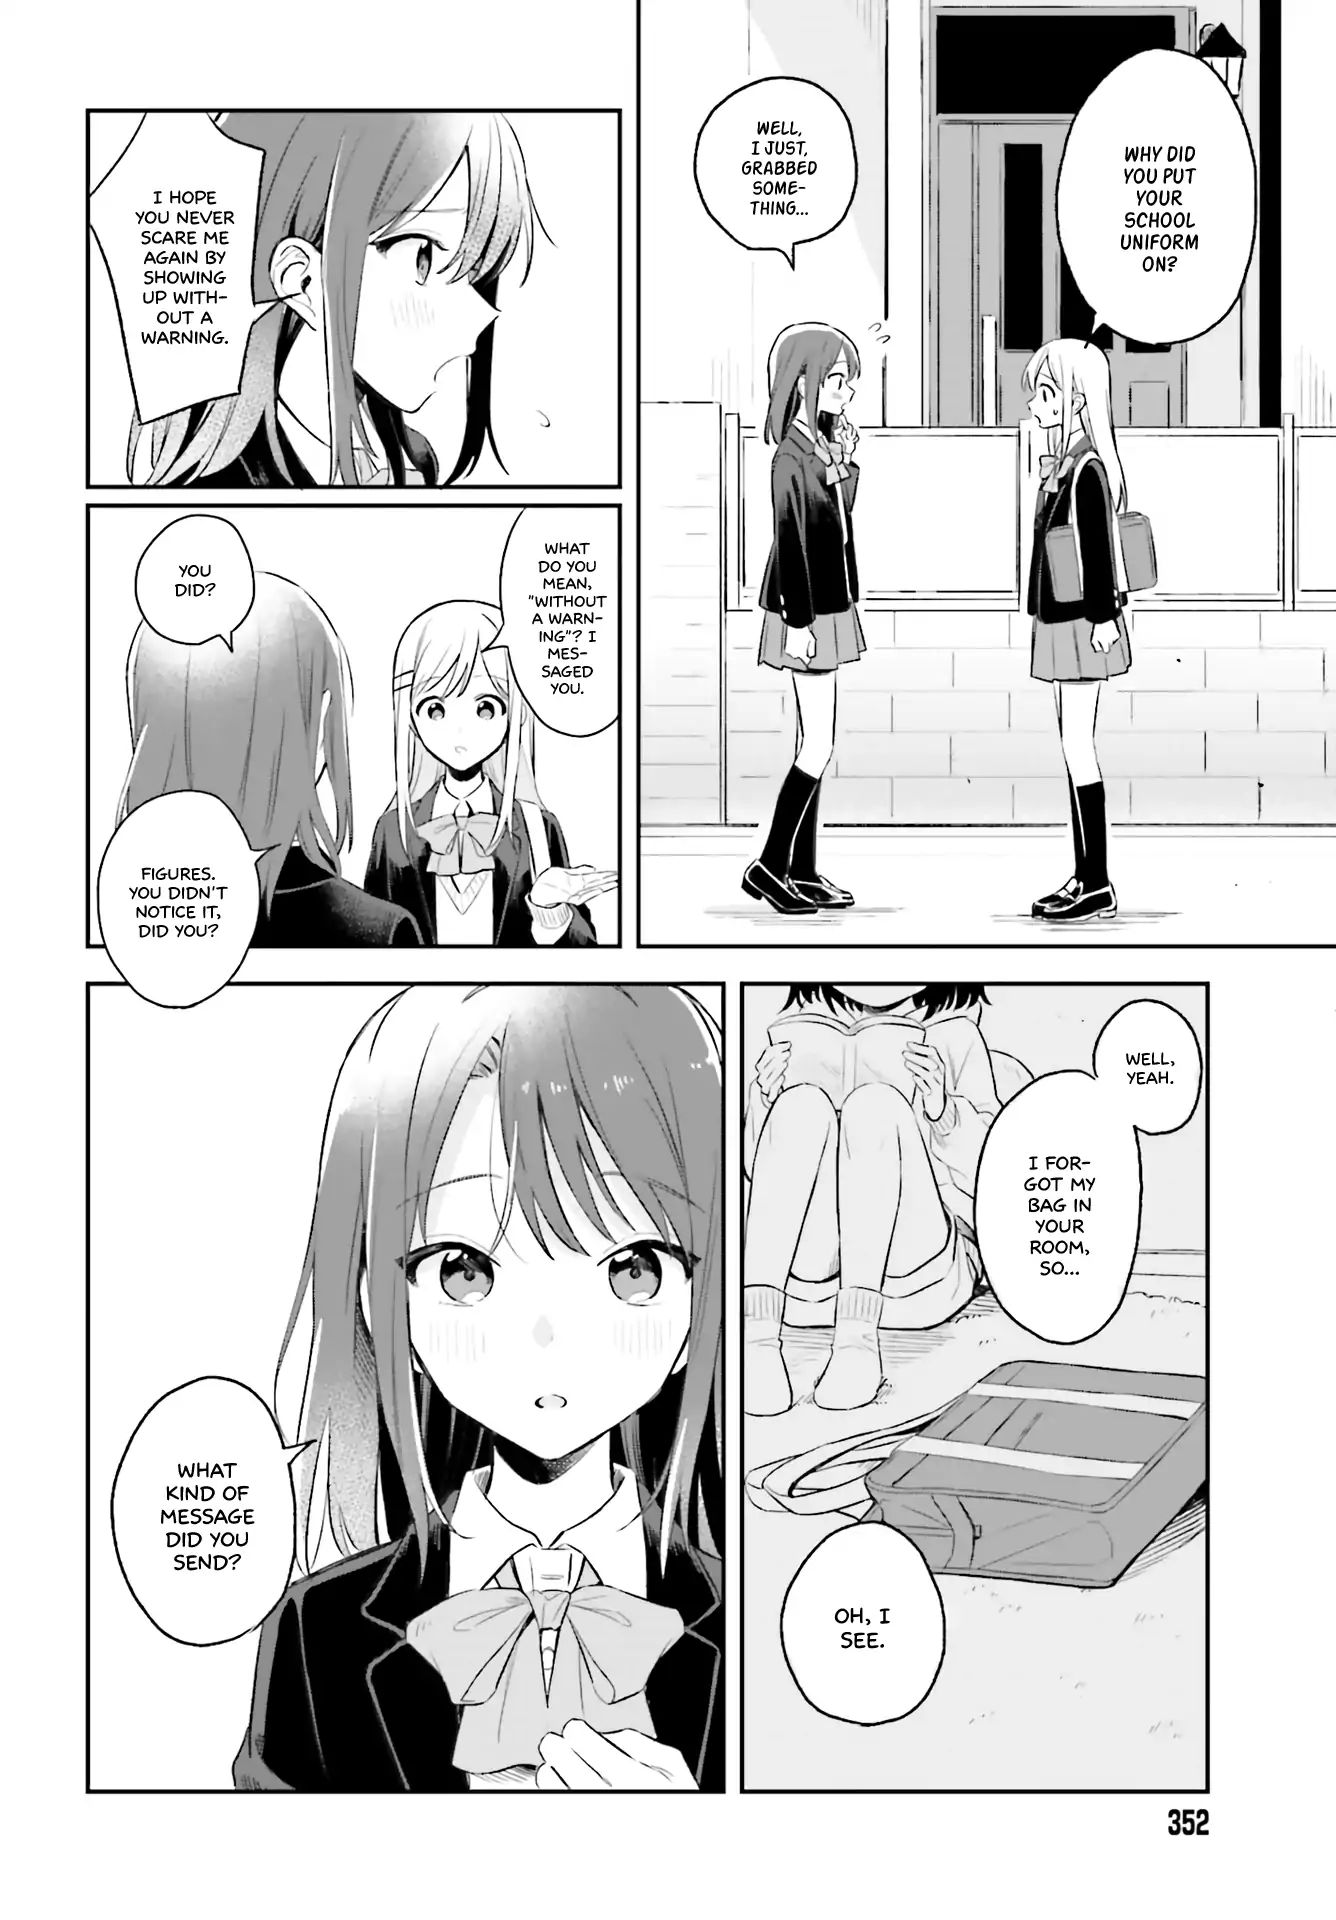 WHY DID
YOU PUT
YOUR
SCHOOL
UNIFORM
ON?
WELL,
I JUST,
GRABBED
SOME-
THING...
I HOPE
YOU NEVER
SCARE ME
AGAIN BY
SHOWING
UP WITH-
OUT A
WARNING.
WHAT
DO YOU
MEAN,
"WITHOUT
A WARN-
ING"? I
MES-
SAGED
YOU.
YOU
DID?
FIGURES.
YOU DIDN'T
NOTICE IT,
DID YOU?
WELL,
YEAH.
I FOR-
GOT MY
BAG IN
YOUR
ROOM,
SO...
OH, I
SEE.
WHAT
KIND OF
MESSAGE
DID YOU
SEND?
352